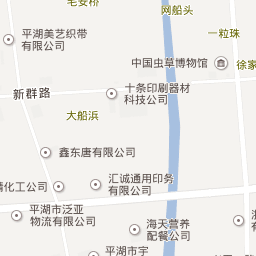 毛安桥
网船头
一粒珠
平湖美艺织带
有限公司
中国虫草博物馆
徐家
新群路
十条印刷器材
科技公司
大船浜
鑫东唐有限公司
精化工公司
汇诚通用印务
有限公司
平湖市泛亚
物流有限公司
海天营养
配餐公司
浙
有限
平湖市宇